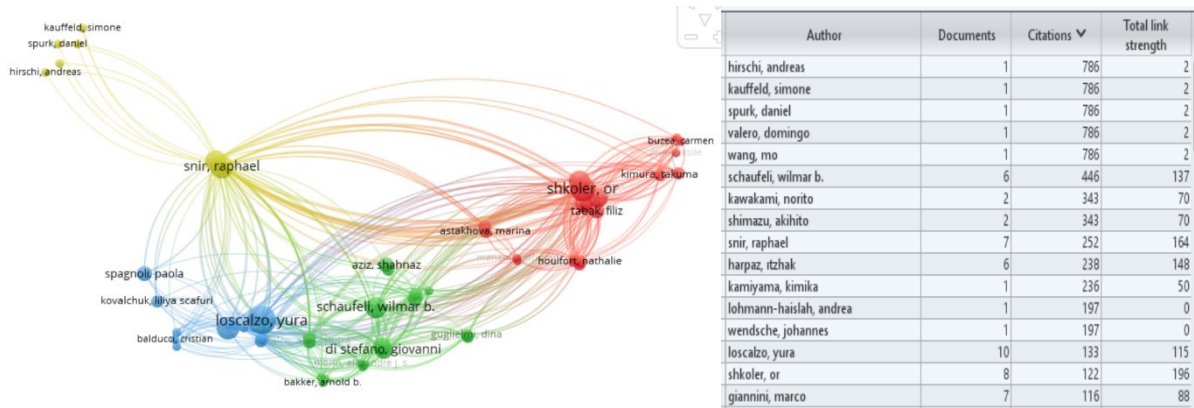 kauffeld, simone
spurk, daniel
hirschi, andreas
snir, raphael
buzea, carmen
kimura, takuma
shkoler, or
tabak, filiz
astakhova, marina
houlfort, nathalie
aziz, shahnaz
spagnoli, paola
kovalchuk, liliya scafuri
schaufeli, wilmar b.
loscalzo, yura
balducci, cristian
guglielmi, dina
di stefano, giovanni
bakker, arnold b.
Author Documents Citations Total link strength
hirschi, andreas 1 786 2
kauffeld, simone 1 786 2
spurk, daniel 1 786 2
valero, domingo 1 786 2
wang, mo 1 786 2
schaufeli, wilmar b. 6 446 137
kawakami, norito 2 343 70
shimazu, akihito 2 343 70
snir, raphael 7 252 164
harpaz, itzhak 6 238 148
kamiyama, kimika 1 236 50
lohmann-haislah, andrea 1 197 0
wendsche, johannes 1 197 0
loscalzo, yura 10 133 115
shkoler, or 8 122 196
giannini, marco 7 116 88